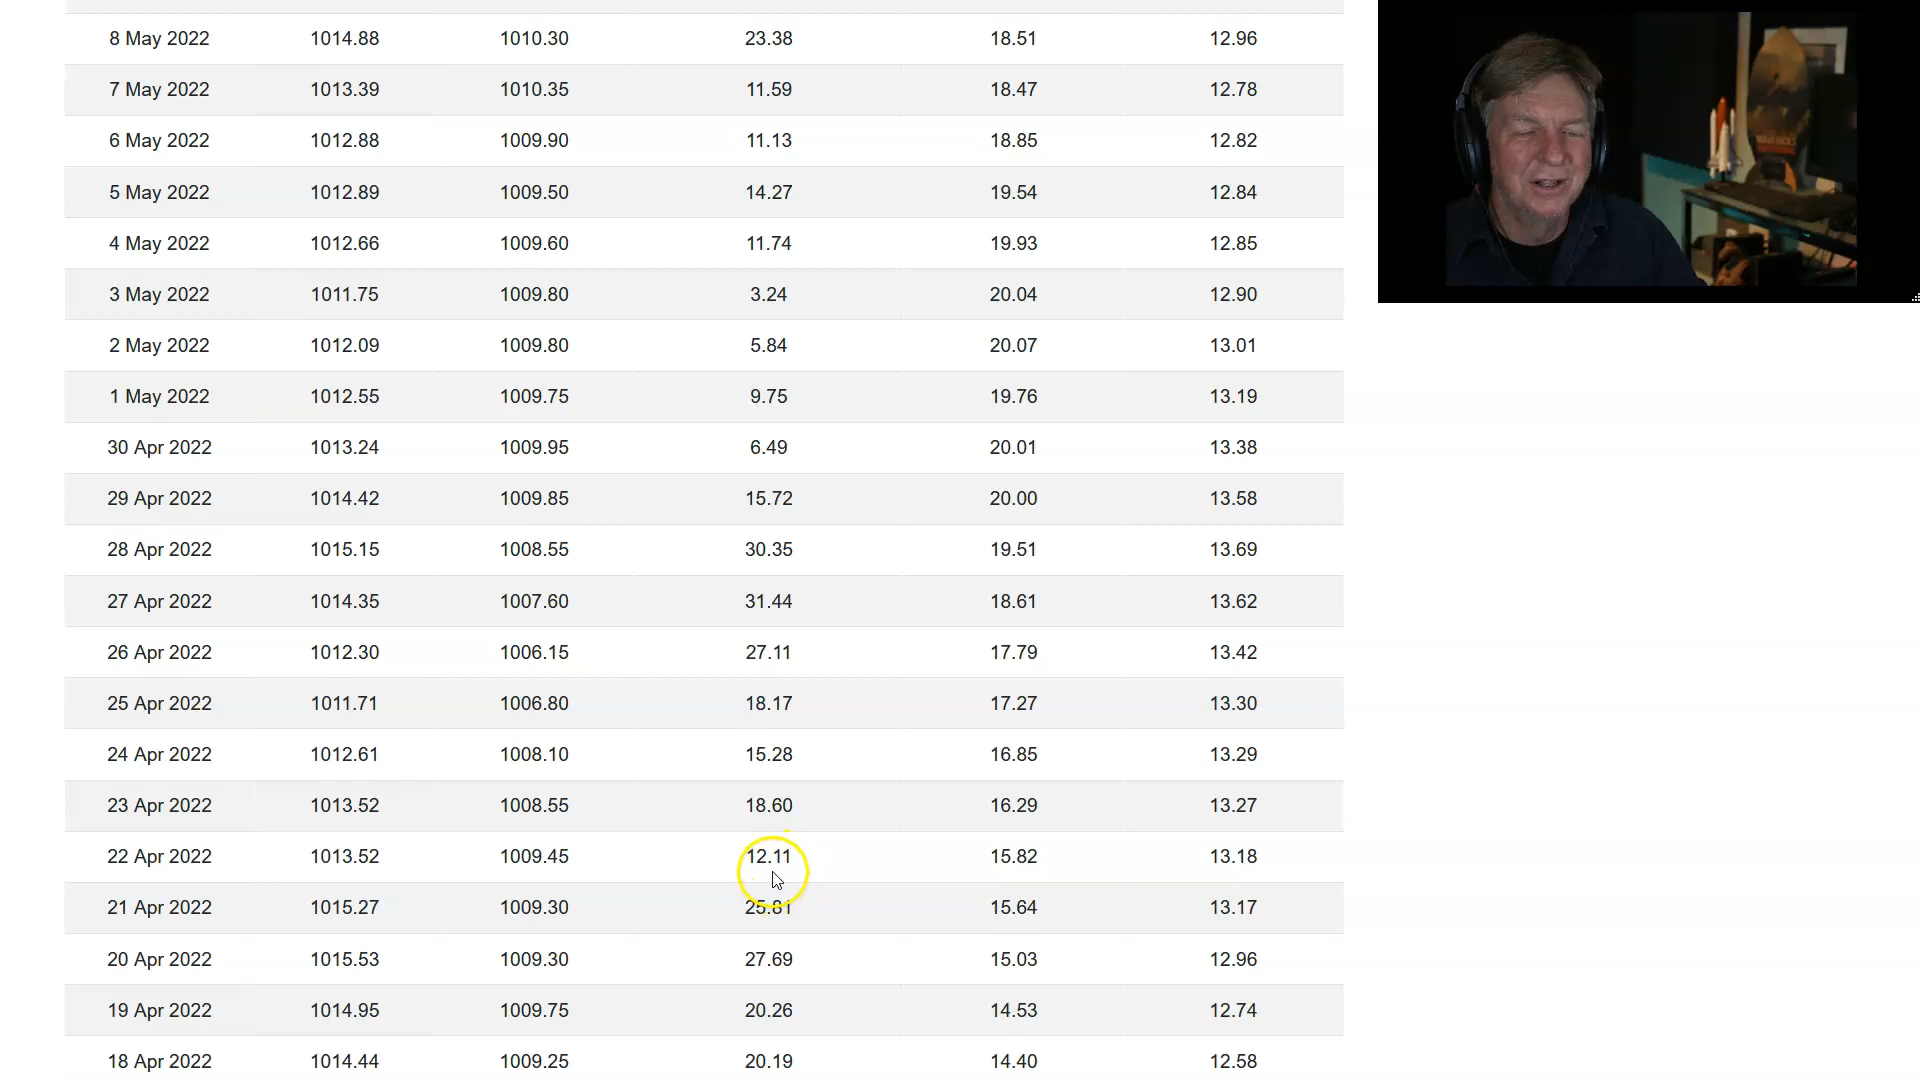 8 May 2022 1014.88 1010.30 23.38 18.51 12.96
7 May 2022 1013.39 1010.35 11.59 18.47 12.78
6 May 2022 1012.88 1009.90 11.13 18.85 12.82
5 May 2022 1012.89 1009.50 14.27 19.54 12.84
4 May 2022 1012.66 1009.60 11.74 19.93 12.85
3 May 2022 1011.75 1009.80 3.24 20.04 12.90
2 May 2022 1012.09 1009.80 5.84 20.07 13.01
1 May 2022 1012.55 1009.75 9.75 19.76 13.19
30 Apr 2022 1013.24 1009.95 6.49 20.01 13.38
29 Apr 2022 1014.42 1009.85 15.72 20.00 13.58
28 Apr 2022 1015.15 1008.55 30.35 19.51 13.69
27 Apr 2022 1014.35 1007.60 31.44 18.61 13.62
26 Apr 2022 1012.30 1006.15 27.11 17.79 13.42
25 Apr 2022 1011.71 1006.80 18.17 17.27 13.30
24 Apr 2022 1012.61 1008.10 15.28 16.85 13.29
23 Apr 2022 1013.52 1008.55 18.60 16.29 13.27
22 Apr 2022 1013.52 1009.45 12.11 15.82 13.18
21 Apr 2022 1015.27 1009.30 25.81 15.64 13.17
20 Apr 2022 1015.53 1009.30 27.69 15.03 12.96
19 Apr 2022 1014.95 1009.75 20.26 14.53 12.74
18 Apr 2022 1014.44 1009.25 20.19 14.40 12.58